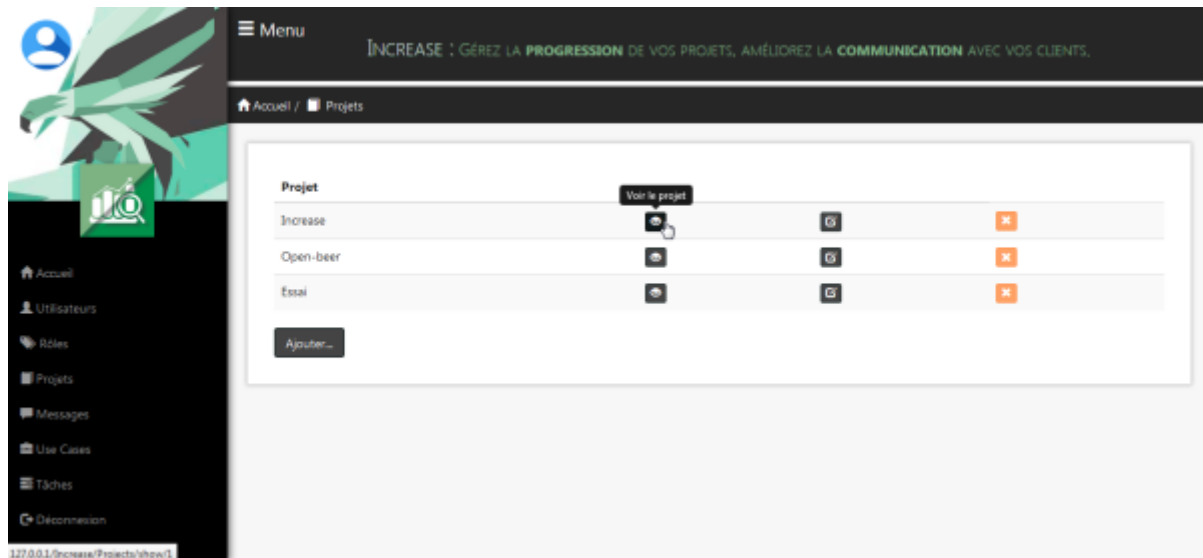 Menu
INCREASE : GÉREZ LA PROGRESSION DE VOS PROJETS, AMÉLIOREZ LA COMMUNICATION AVEC VOS CLIENTS.
Accueil / Projets
Projet
Voir le projet
Increase
Open-beer
Essai
Ajouter...
Accueil
Utilisateurs
Rôles
Projets
Messages
Use Cases
Tâches
Déconnexion
127.0.0.1/Increase/Projects/show/1